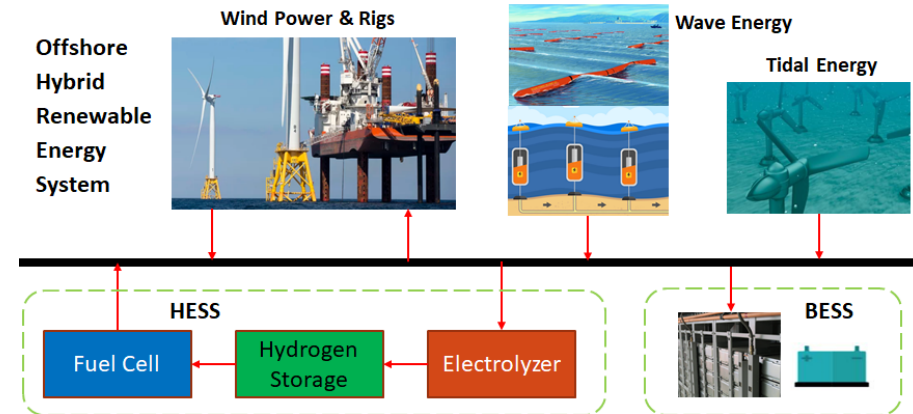 Wind Power & Rigs
Wave Energy
Offshore
Hybrid
Renewable
Energy
System
Tidal Energy
HESS
BESS
Fuel Cell
Hydrogen
Storage
Electrolyzer